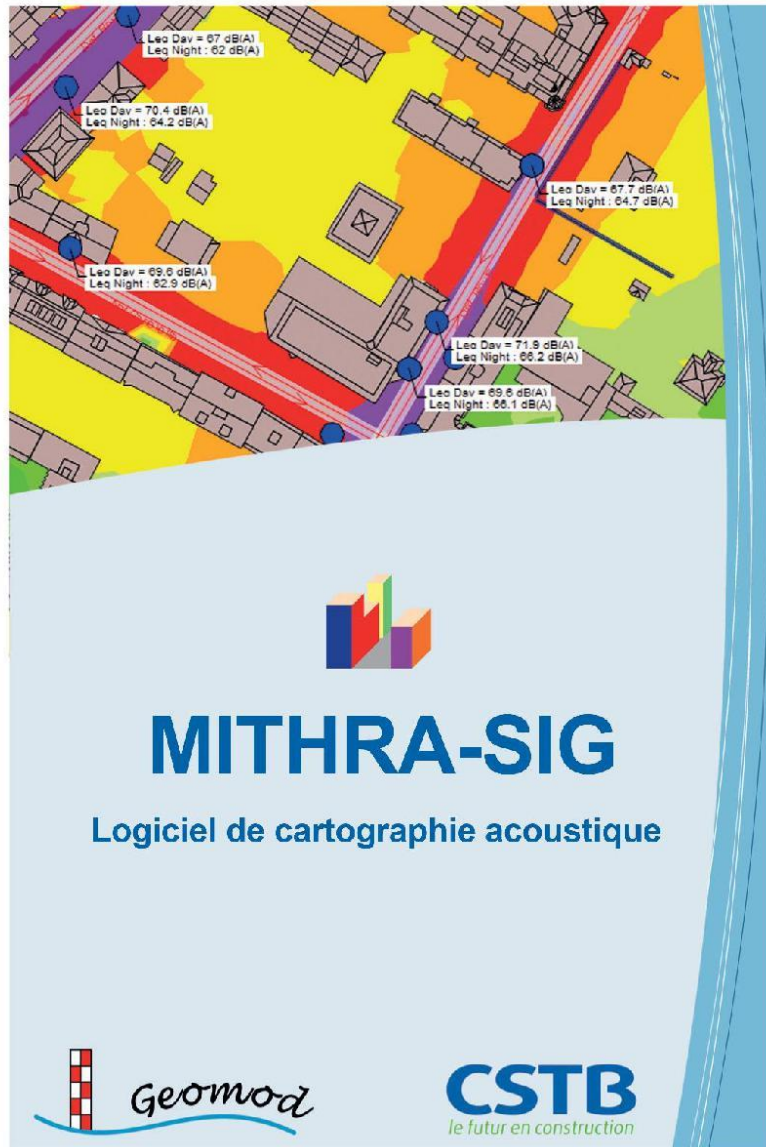 Leq Day = 67 dB(A)
Leq Night : 62 dB(A)
Leq Day = 70.4 dB(A)
Leq Night : 64.2 dB(A)
Leq Day = 67.7 dB(A)
Leq Night : 64.7 dB(A)
Leq Day = 69.6 dB(A)
Leq Night : 62.9 dB(A)
Leq Day = 71.9 dB(A)
Leq Night : 66.2 dB(A)
Leq Day = 69.6 dB(A)
Leq Night : 66.1 dB(A)
MITHRA-SIG
Logiciel de cartographie acoustique
Geomod
CSTB
le futur en construction